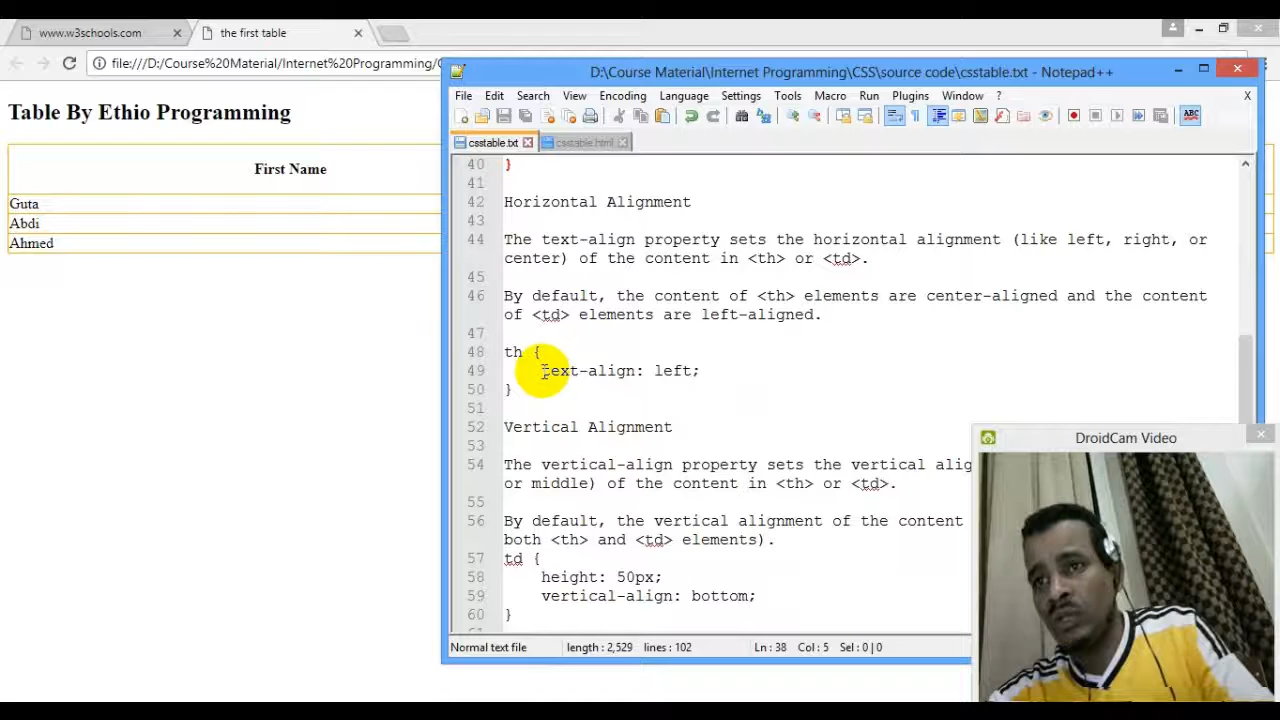 www.w3schools.com
the first table
file:///D:/Course%20Material/Internet%20Programming/
Table By Ethio Programming
First Name
Guta
Abdi
Ahmed
D:\Course Material\Internet Programming\CSS\source code\csstable.txt - Notepad++
File Edit Search View Encoding Language Settings Tools Macro Run Plugins Window ? X
csstable.txt csstable.html
40 }
41
42 Horizontal Alignment
43
44 The text-align property sets the horizontal alignment (like left, right, or
center) of the content in <th> or <td>.
45
46 By default, the content of <th> elements are center-aligned and the content
of <td> elements are left-aligned.
47
48 th {
49 text-align: left;
50 }
51
52 Vertical Alignment
53
54 The vertical-align property sets the vertical alig
or middle) of the content in <th> or <td>.
55
56 By default, the vertical alignment of the content
both <th> and <td> elements).
57 td {
58 height: 50px;
59 vertical-align: bottom;
60 }
Normal text file length : 2,529 lines : 102 Ln : 38 Col : 5 Sel : 0 | 0
DroidCam Video